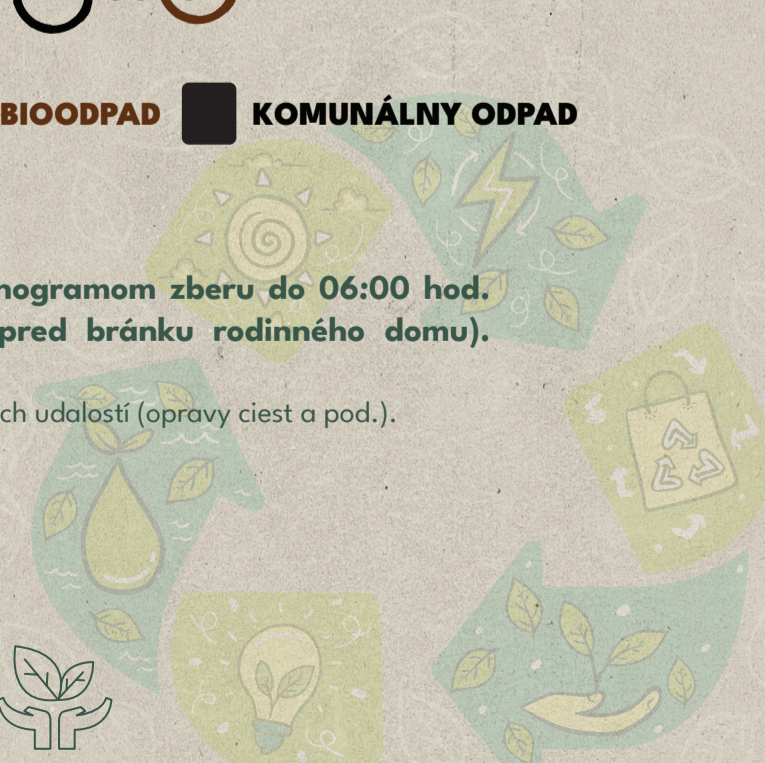 BIOODPAD KOMUNÁLNY ODPAD
nogramom zberu do 06:00 hod.
pred bránku rodinného domu).
ch udalostí (opravy ciest a pod.).